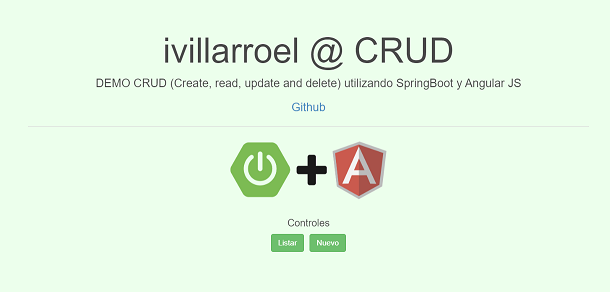 ivillarroel @ CRUD
DEMO CRUD (Create, read, update and delete) utilizando SpringBoot y Angular JS
Github
A
Controles
Listar Nuevo